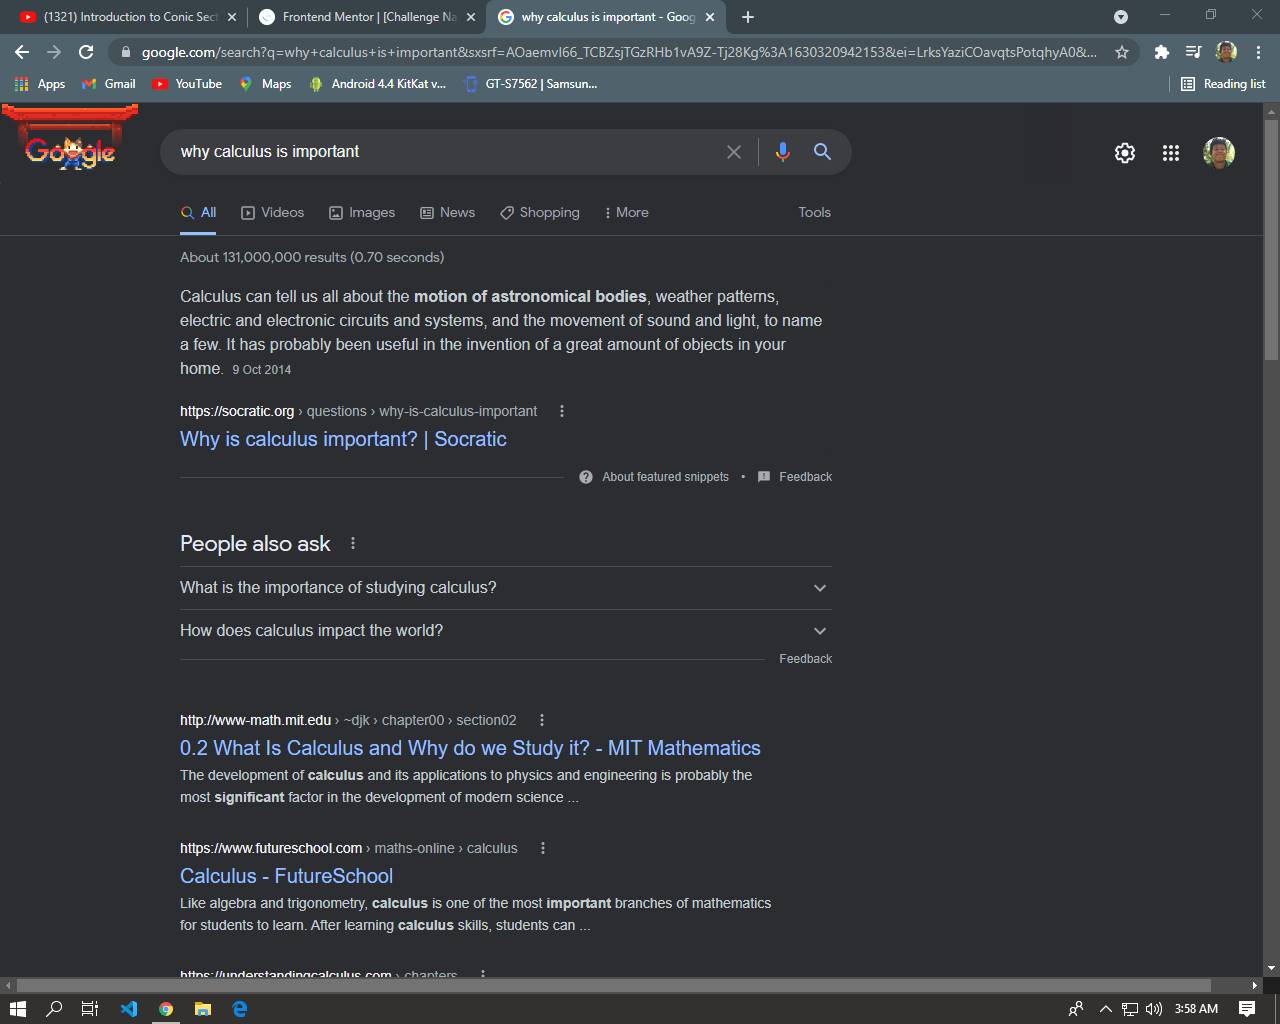 (1321) Introduction to Conic Sect
Frontend Mentor | [Challenge Na
why calculus is important - Goog
google.com/search?q=why+calculus+is+important&sxsrf=AOaemvI66_TCBZsjTGzRHb1vA9Z-Tj28Kg%3A1630320942153&ei=LrksYaziCOavqtsPotqhyA0&...
Apps
Gmail
YouTube
Maps
Android 4.4 KitKat v...
GT-S7562 | Samsun...
Reading list
Google
why calculus is important
All
Videos
Images
News
Shopping
More
Tools
About 131,000,000 results (0.70 seconds)
Calculus can tell us all about the motion of astronomical bodies, weather patterns,
electric and electronic circuits and systems, and the movement of sound and light, to name
a few. It has probably been useful in the invention of a great amount of objects in your
home. 9 Oct 2014
https://socratic.org › questions › why-is-calculus-important
Why is calculus important? | Socratic
About featured snippets • Feedback
People also ask
What is the importance of studying calculus?
How does calculus impact the world?
Feedback
http://www-math.mit.edu › ~djk › chapter00 › section02
0.2 What Is Calculus and Why do we Study it? - MIT Mathematics
The development of calculus and its applications to physics and engineering is probably the
most significant factor in the development of modern science ...
https://www.futureschool.com › maths-online › calculus
Calculus - FutureSchool
Like algebra and trigonometry, calculus is one of the most important branches of mathematics
for students to learn. After learning calculus skills, students can ...
https://understandingcalculus.com › chapters
3:58 AM